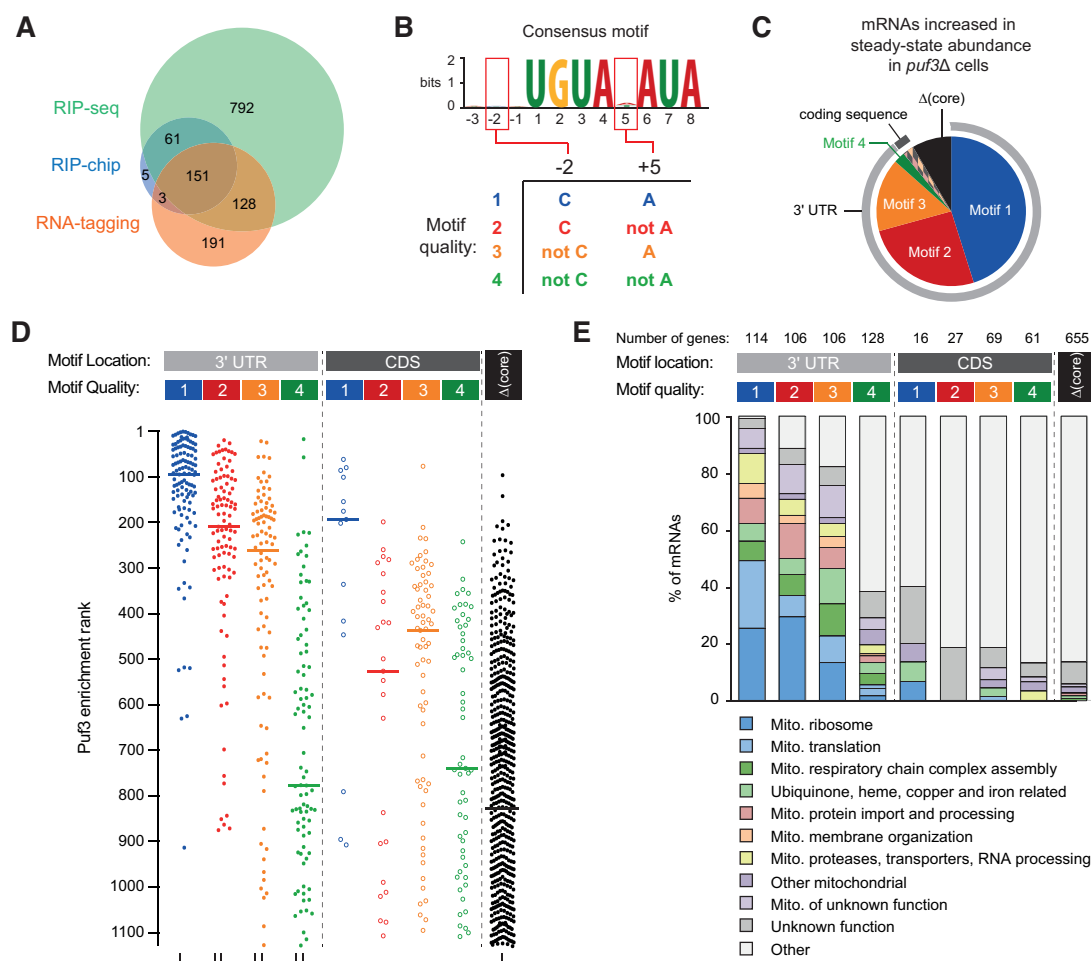 A
RIP-seq
RIP-chip
RNA-tagging
792
61
5
151
3
128
191
B
Consensus motif
2
1
0
bits
-3 -2 -1 1 2 3 4 5 6 7 8
UGUA AUA
-2 +5
Motif quality:
1 C A
2 C not A
3 not C A
4 not C not A
C
mRNAs increased in
steady-state abundance
in puf3Δ cells
Δ(core)
coding sequence
Motif 4
Motif 3
3' UTR
Motif 1
Motif 2
D
Motif Location: 3' UTR CDS Δ(core)
Motif Quality: 1 2 3 4 1 2 3 4
Puf3 enrichment rank
1
100
200
300
400
500
600
700
800
900
1000
1100
E
Number of genes: 114 106 106 128 16 27 69 61 655
Motif location: 3' UTR CDS Δ(core)
Motif quality: 1 2 3 4 1 2 3 4
% of mRNAs
100
80
60
40
20
0
Mito. ribosome
Mito. translation
Mito. respiratory chain complex assembly
Ubiquinone, heme, copper and iron related
Mito. protein import and processing
Mito. membrane organization
Mito. proteases, transporters, RNA processing
Other mitochondrial
Mito. of unknown function
Unknown function
Other